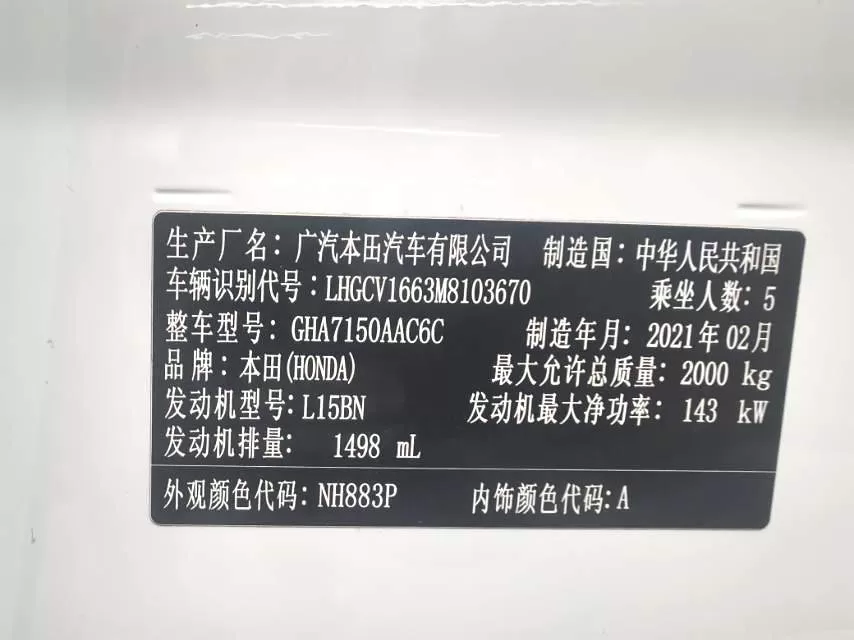 生产厂名：广汽本田汽车有限公司 制造国：中华人民共和国
车辆识别代号：LHGCV1663M8103670 乘坐人数：5
整车型号：GHA7150AAC6C 制造年月：2021年02月
品牌：本田(HONDA) 最大允许总质量：2000 kg
发动机型号：L15BN 发动机最大净功率：143 kW
发动机排量：1498 mL
外观颜色代码：NH883P 内饰颜色代码：A